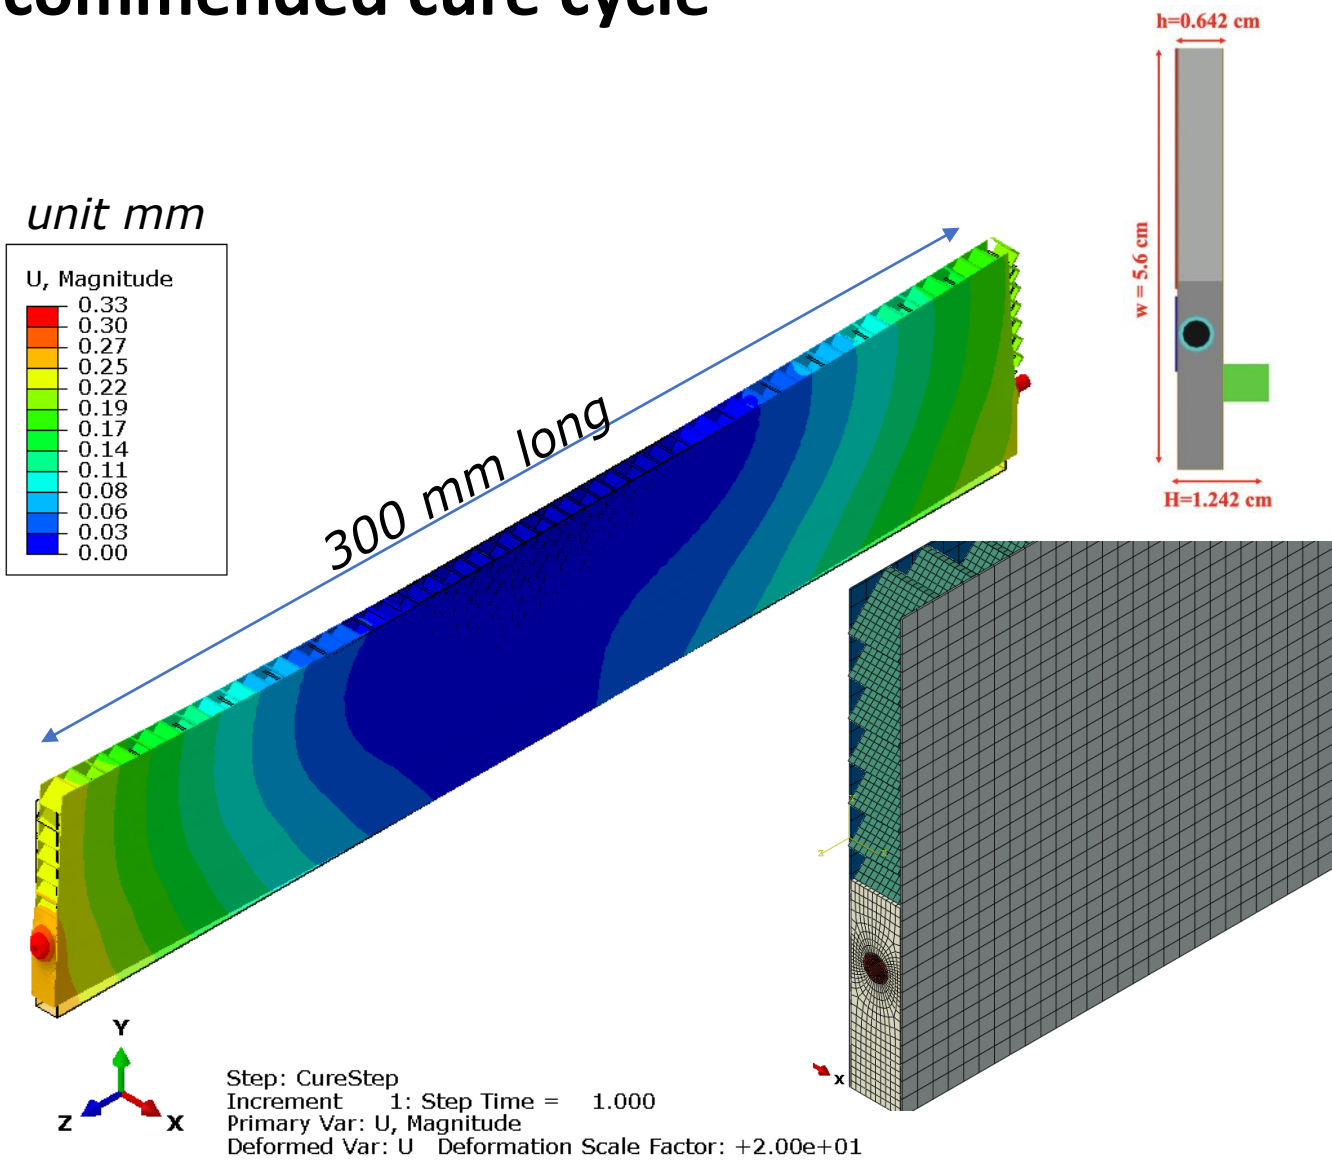 commended cure cycle
h=0.642 cm
w = 5.6 cm
H=1.242 cm
unit mm
U, Magnitude
0.33
0.30
0.27
0.25
0.22
0.19
0.17
0.14
0.11
0.08
0.06
0.03
0.00
300 mm long
Y
Z
X
x
Step: CureStep
Increment 1: Step Time = 1.000
Primary Var: U, Magnitude
Deformed Var: U Deformation Scale Factor: +2.00e+01